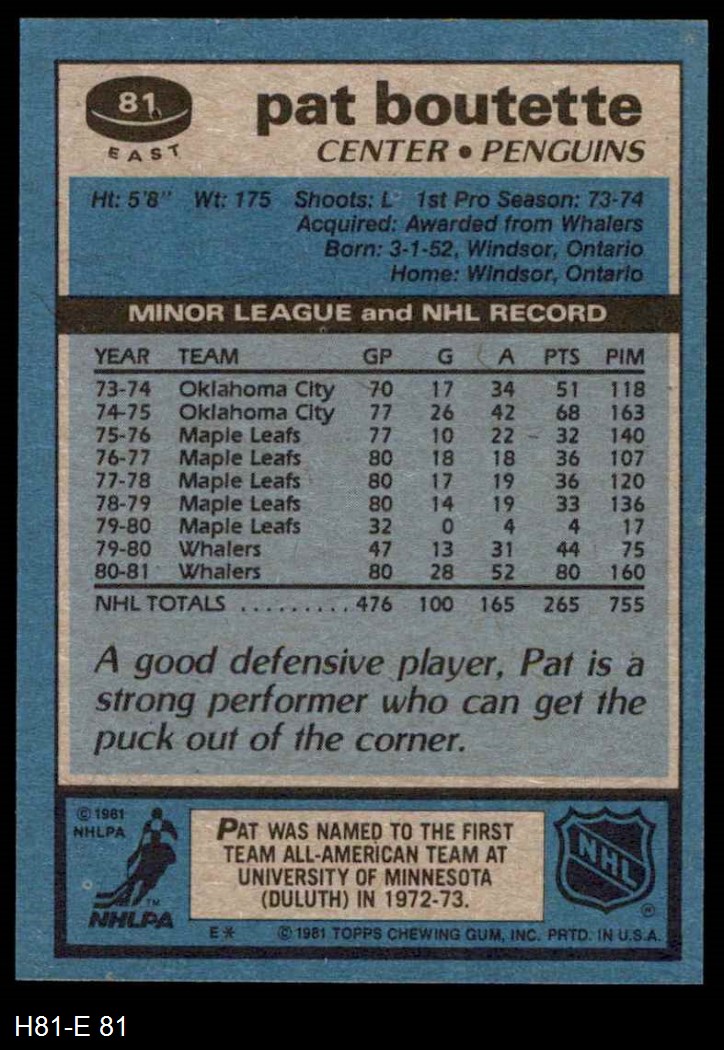 81
EAST
pat boutette
CENTER • PENGUINS
Ht: 5'8" Wt: 175 Shoots: L 1st Pro Season: 73-74
Acquired: Awarded from Whalers
Born: 3-1-52, Windsor, Ontario
Home: Windsor, Ontario
MINOR LEAGUE and NHL RECORD
YEAR TEAM GP G A PTS PIM
73-74 Oklahoma City 70 17 34 51 118
74-75 Oklahoma City 77 26 42 68 163
75-76 Maple Leafs 77 10 22 32 140
76-77 Maple Leafs 80 18 18 36 107
77-78 Maple Leafs 80 17 19 36 120
78-79 Maple Leafs 80 14 19 33 136
79-80 Maple Leafs 32 0 4 4 17
79-80 Whalers 47 13 31 44 75
80-81 Whalers 80 28 52 80 160
NHL TOTALS .......... 476 100 165 265 755
A good defensive player, Pat is a
strong performer who can get the
puck out of the corner.
© 1981
NHLPA
TM
NHLPA
PAT WAS NAMED TO THE FIRST
TEAM ALL-AMERICAN TEAM AT
UNIVERSITY OF MINNESOTA
(DULUTH) IN 1972-73.
NHL
®
E* © 1981 TOPPS CHEWING GUM, INC. PRTD. IN U.S.A.
H81-E 81